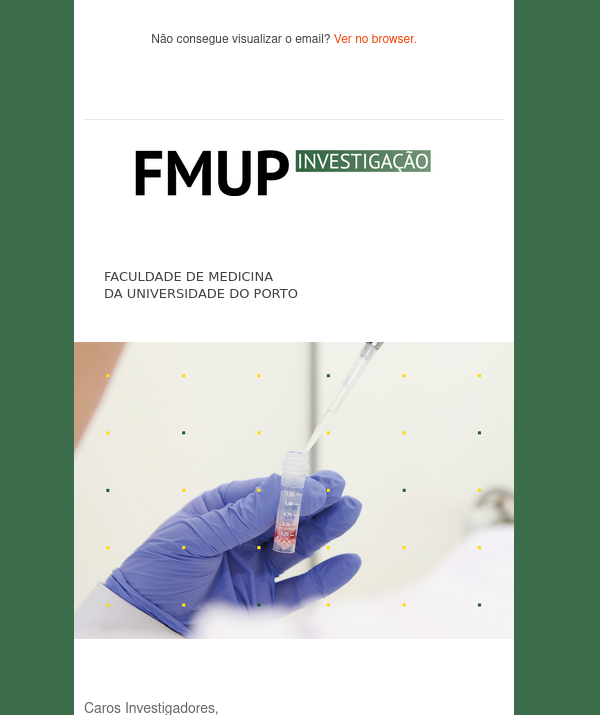 Não consegue visualizar o email? Ver no browser.
FMUP INVESTIGAÇÃO
FACULDADE DE MEDICINA
DA UNIVERSIDADE DO PORTO
Caros Investigadores,